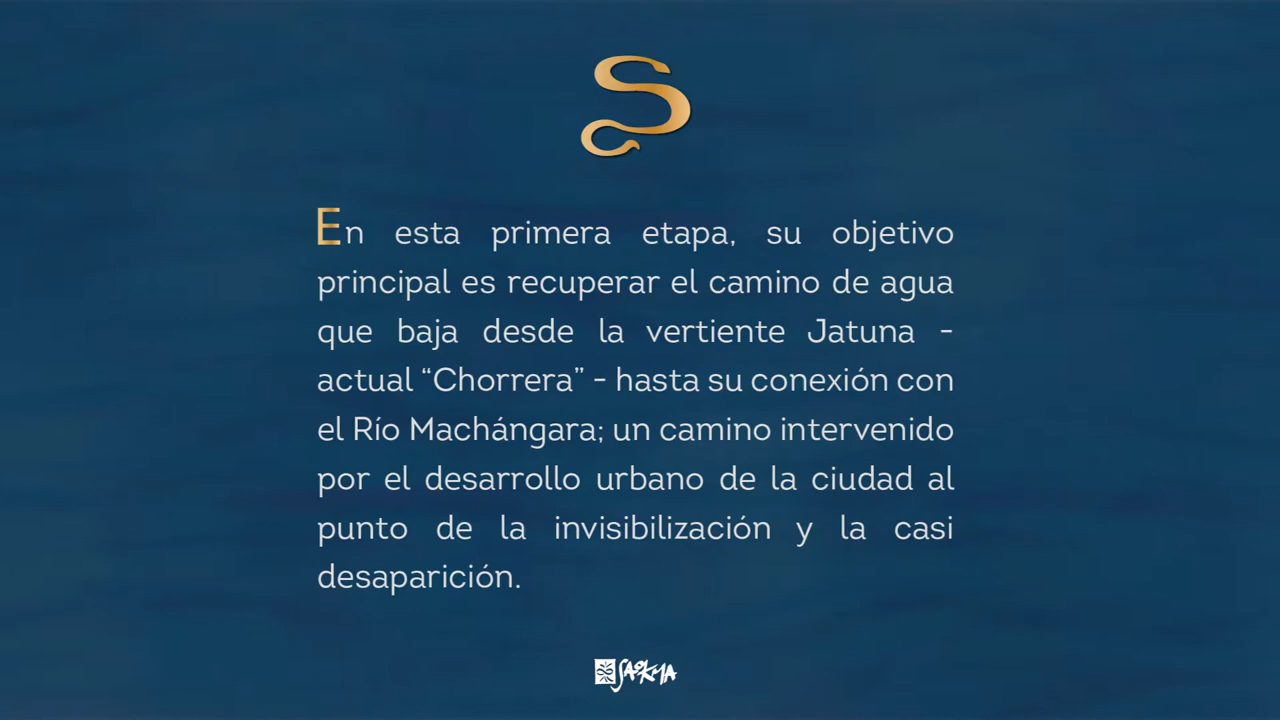 S
En esta primera etapa, su objetivo
principal es recuperar el camino de agua
que baja desde la vertiente Jatuna -
actual “Chorrera” - hasta su conexión con
el Río Machángara; un camino intervenido
por el desarrollo urbano de la ciudad al
punto de la invisibilización y la casi
desaparición.